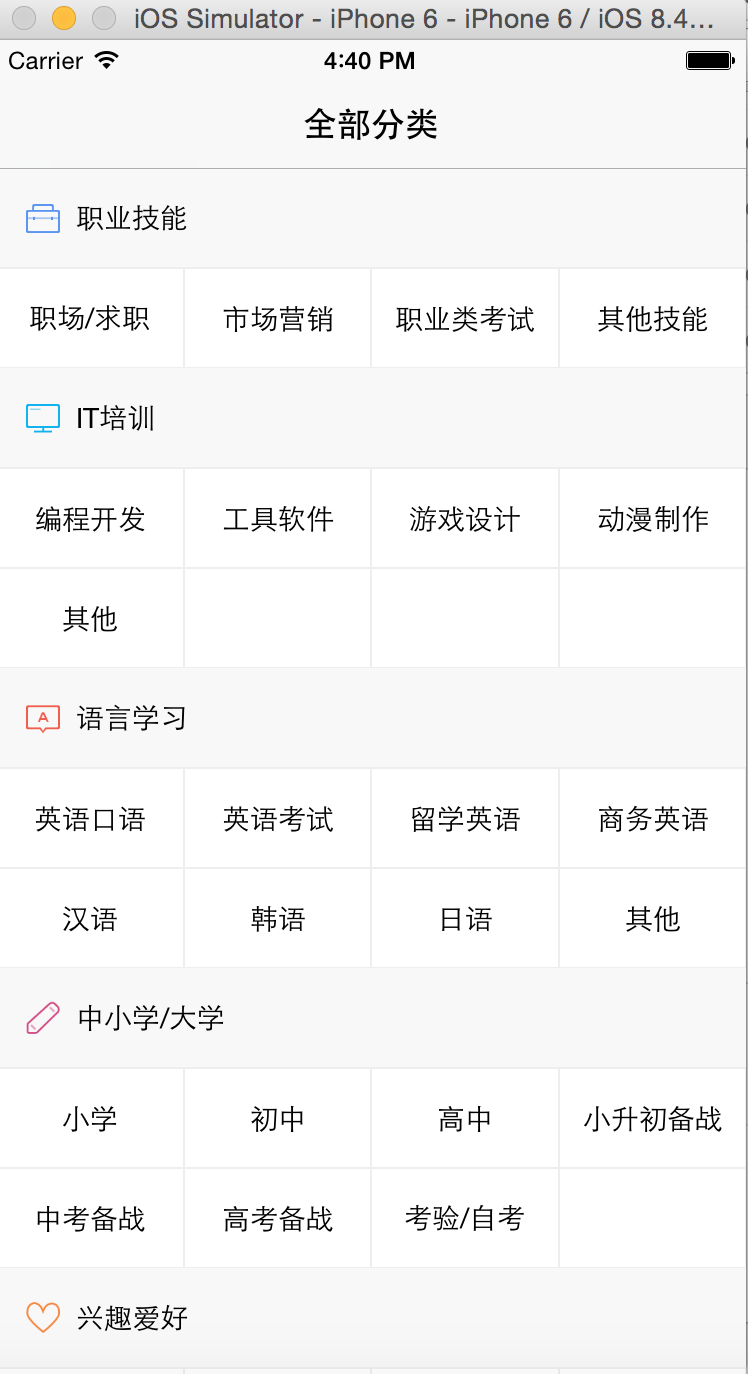 iOS Simulator - iPhone 6 - iPhone 6 / iOS 8.4...
Carrier 4:40 PM
全部分类
职业技能
职场/求职 市场营销 职业类考试 其他技能
IT培训
编程开发 工具软件 游戏设计 动漫制作
其他
A 语言学习
英语口语 英语考试 留学英语 商务英语
汉语 韩语 日语 其他
中小学/大学
小学 初中 高中 小升初备战
中考备战 高考备战 考验/自考
兴趣爱好